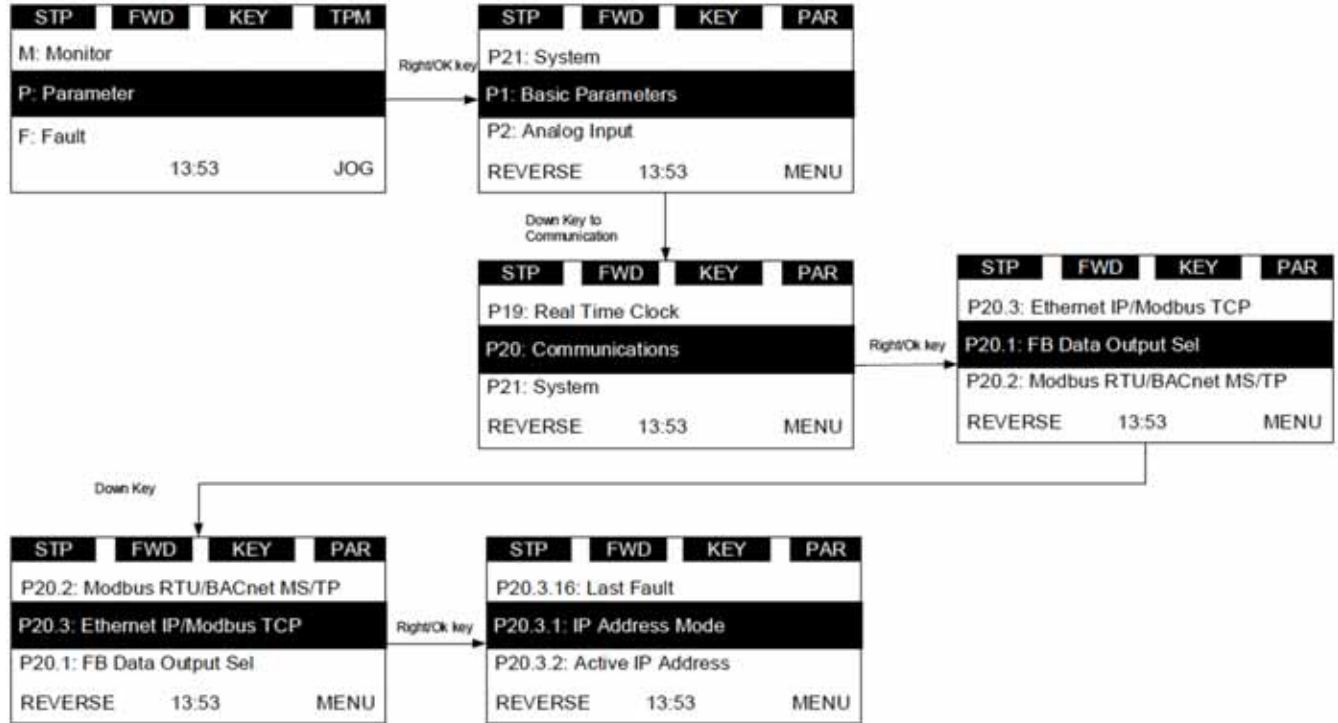 STP FWD KEY TPM
M: Monitor
P: Parameter
F: Fault
13:53 JOG
Right/OK key
STP FWD KEY PAR
P21: System
P1: Basic Parameters
P2: Analog Input
REVERSE 13:53 MENU
Down Key to
Communication
STP FWD KEY PAR
P19: Real Time Clock
P20: Communications
P21: System
REVERSE 13:53 MENU
Right/Ok key
STP FWD KEY PAR
P20.3: Ethernet IP/Modbus TCP
P20.1: FB Data Output Sel
P20.2: Modbus RTU/BACnet MS/TP
REVERSE 13:53 MENU
Down Key
STP FWD KEY PAR
P20.2: Modbus RTU/BACnet MS/TP
P20.3: Ethernet IP/Modbus TCP
P20.1: FB Data Output Sel
REVERSE 13:53 MENU
Right/Ok key
STP FWD KEY PAR
P20.3.16: Last Fault
P20.3.1: IP Address Mode
P20.3.2: Active IP Address
REVERSE 13:53 MENU